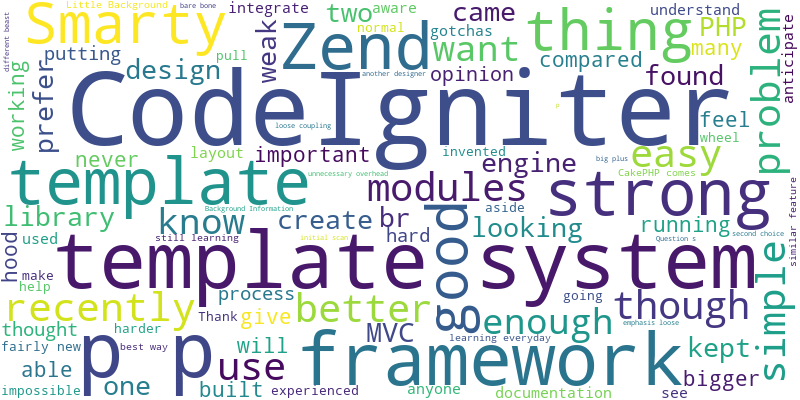 Little Background
bare bone
integrate
two
aware
came
understand
different beast
Smarty
Zend
want
thing
PHP
many
normal
gotchas
anticipate
putting
pull
weak
compared
working
prefer
design
another designer
opinion
found
problem
CodeIgniter
feel
loose coupling
wheel
never
layout
important
invented
engine
big plus
easy
CakePHP comes
template
unnecessary overhead
modules
strong
library
Background Information
know
create
br
good
aside
looking
running
similar feature
hood
used
still learning
initial scan
hard
Question s
second choice
template system
make
help
process
going
simple
recently
Thank
give
better
enough
though
emphasis loose
thought
harder
MVC
kept
fairly new
best way
will
p p
use
framework
learning everyday
able
one
built
bigger
impossible
experienced
anyone
documentation
see